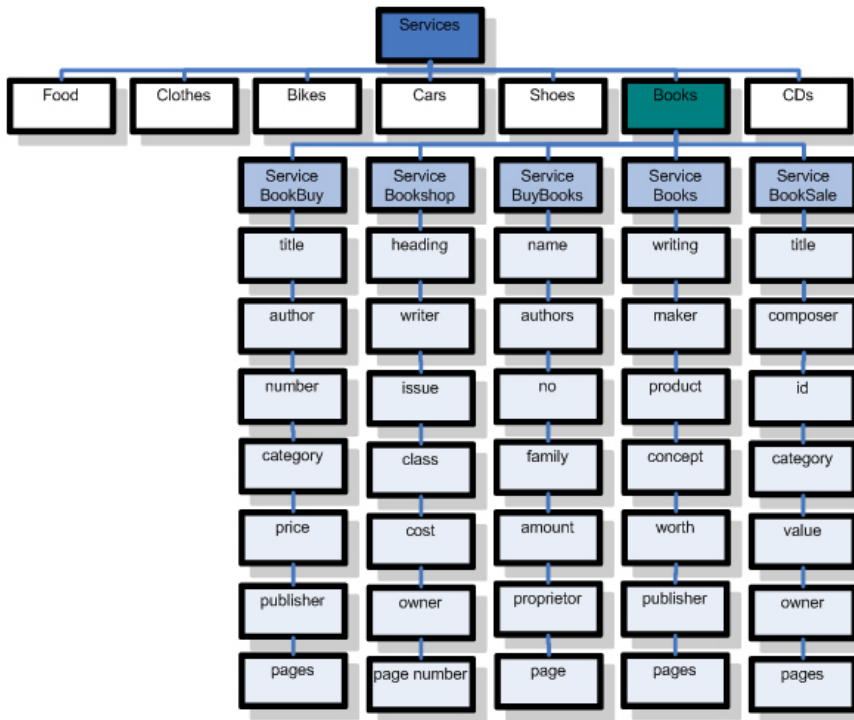 Services
Food Clothes Bikes Cars Shoes Books CDs
Service Service Service Service Service
BookBuy Bookshop BuyBooks Books BookSale
title heading name writing title
author writer authors maker composer
number issue no product id
category class family concept category
price cost amount worth value
publisher owner proprietor publisher owner
pages page number page pages pages